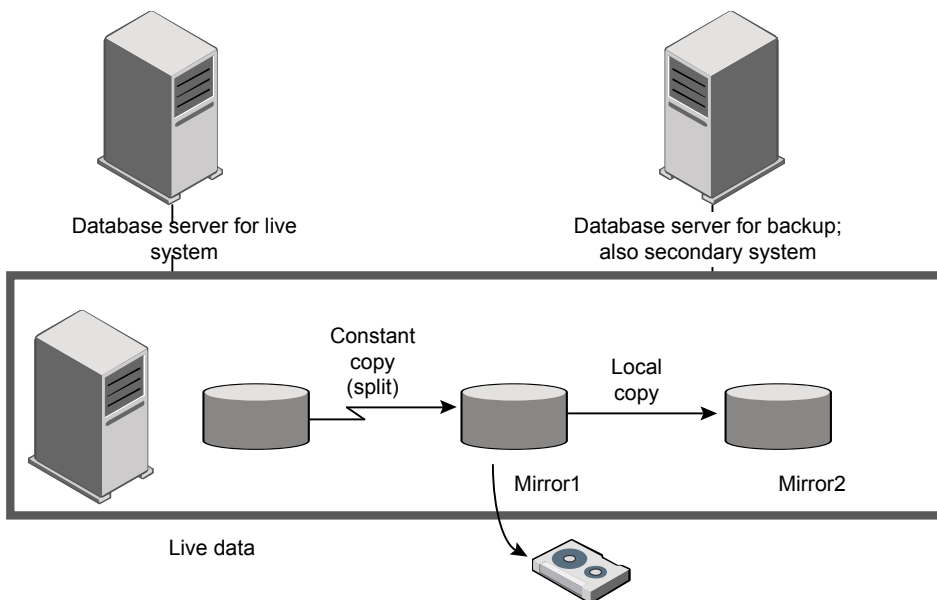 Database server for live
system
Database server for backup;
also secondary system
Constant
copy
(split)
Local
copy
Mirror1
Mirror2
Live data